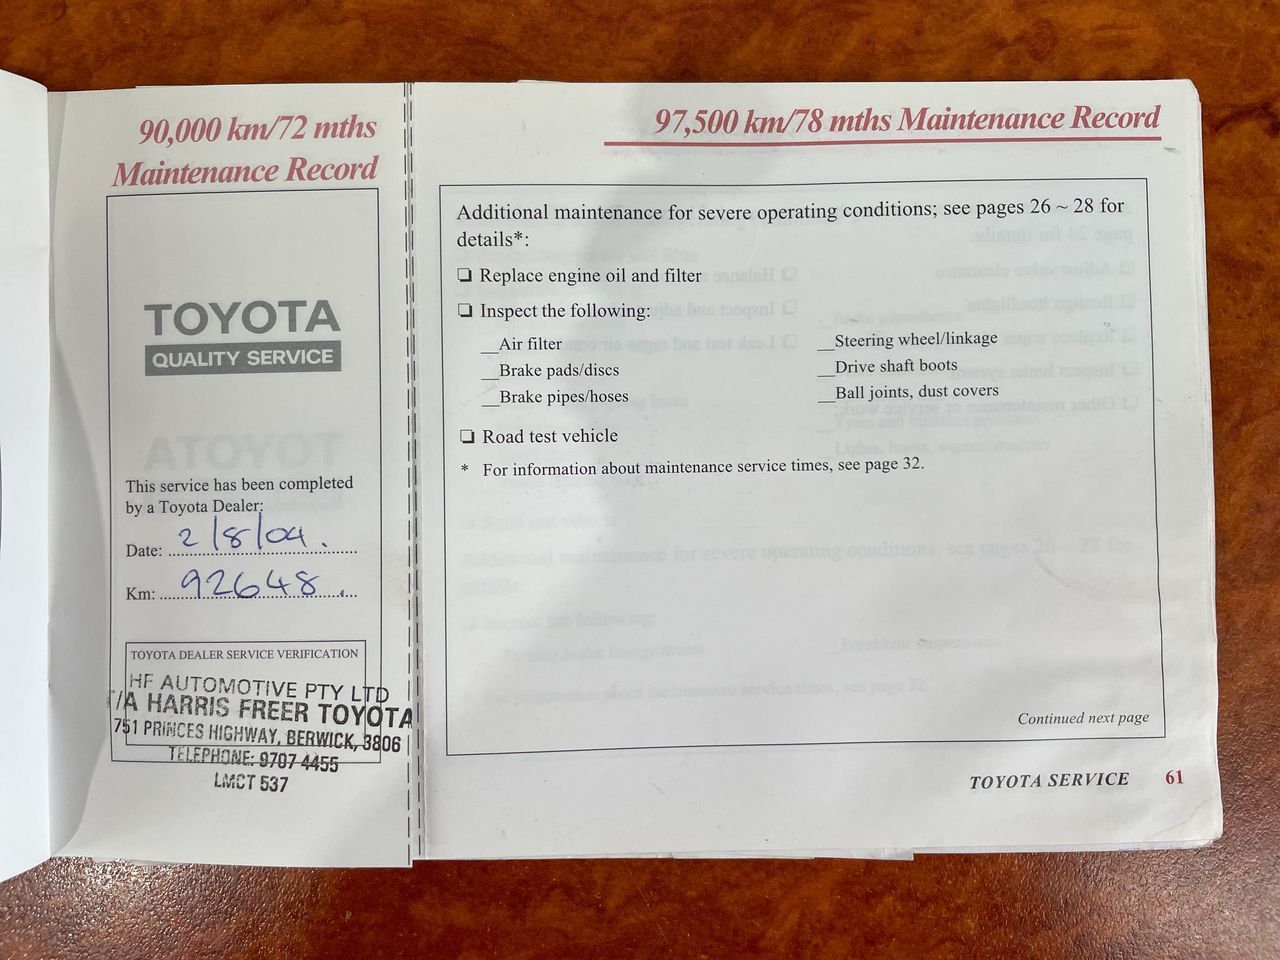 90,000 km/72 mths
Maintenance Record
TOYOTA
QUALITY SERVICE
This service has been completed
by a Toyota Dealer:
Date: 2/8/04.
Km: 92648.
TOYOTA DEALER SERVICE VERIFICATION
HF AUTOMOTIVE PTY LTD
T/A HARRIS FREER TOYOTA
751 PRINCES HIGHWAY, BERWICK, 3806
TELEPHONE: 9707 4455
LMCT 537
97,500 km/78 mths Maintenance Record
Additional maintenance for severe operating conditions; see pages 26 ~ 28 for
details*:
❏ Replace engine oil and filter
❏ Inspect the following:
__Air filter
__Brake pads/discs
__Brake pipes/hoses
__Steering wheel/linkage
__Drive shaft boots
__Ball joints, dust covers
❏ Road test vehicle
* For information about maintenance service times, see page 32.
Continued next page
TOYOTA SERVICE 61